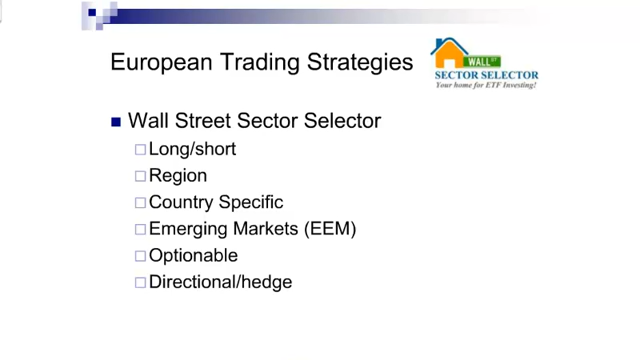 European Trading Strategies
WALL ST
SECTOR SELECTOR
Your home for ETF Investing!
Wall Street Sector Selector
Long/short
Region
Country Specific
Emerging Markets (EEM)
Optionable
Directional/hedge